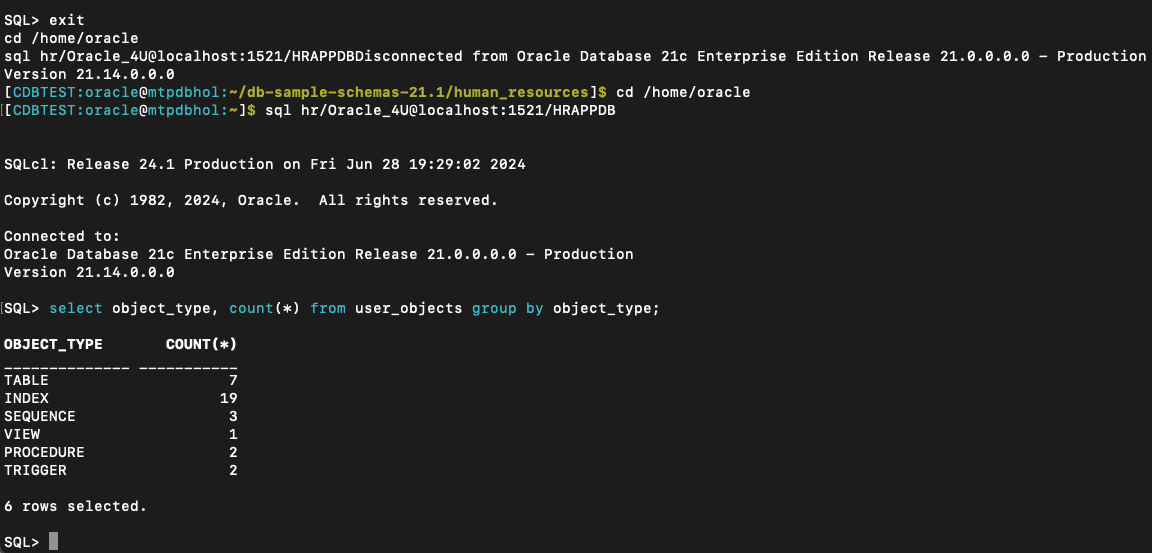 SQL> exit
cd /home/oracle
sql hr/Oracle_4U@localhost:1521/HRAPPDBDisconnected from Oracle Database 21c Enterprise Edition Release 21.0.0.0.0 - Production
Version 21.14.0.0.0
[CDBTEST:oracle@mtpdbhol:~/db-sample-schemas-21.1/human_resources]$ cd /home/oracle
[[CDBTEST:oracle@mtpdbhol:~]$ sql hr/Oracle_4U@localhost:1521/HRAPPDB
SQLcl: Release 24.1 Production on Fri Jun 28 19:29:02 2024
Copyright (c) 1982, 2024, Oracle.  All rights reserved.
Connected to:
Oracle Database 21c Enterprise Edition Release 21.0.0.0.0 - Production
Version 21.14.0.0.0
[SQL> select object_type, count(*) from user_objects group by object_type;
OBJECT_TYPE       COUNT(*)
______________ ___________
TABLE                    7
INDEX                   19
SEQUENCE                 3
VIEW                     1
PROCEDURE                2
TRIGGER                  2
6 rows selected.
SQL>